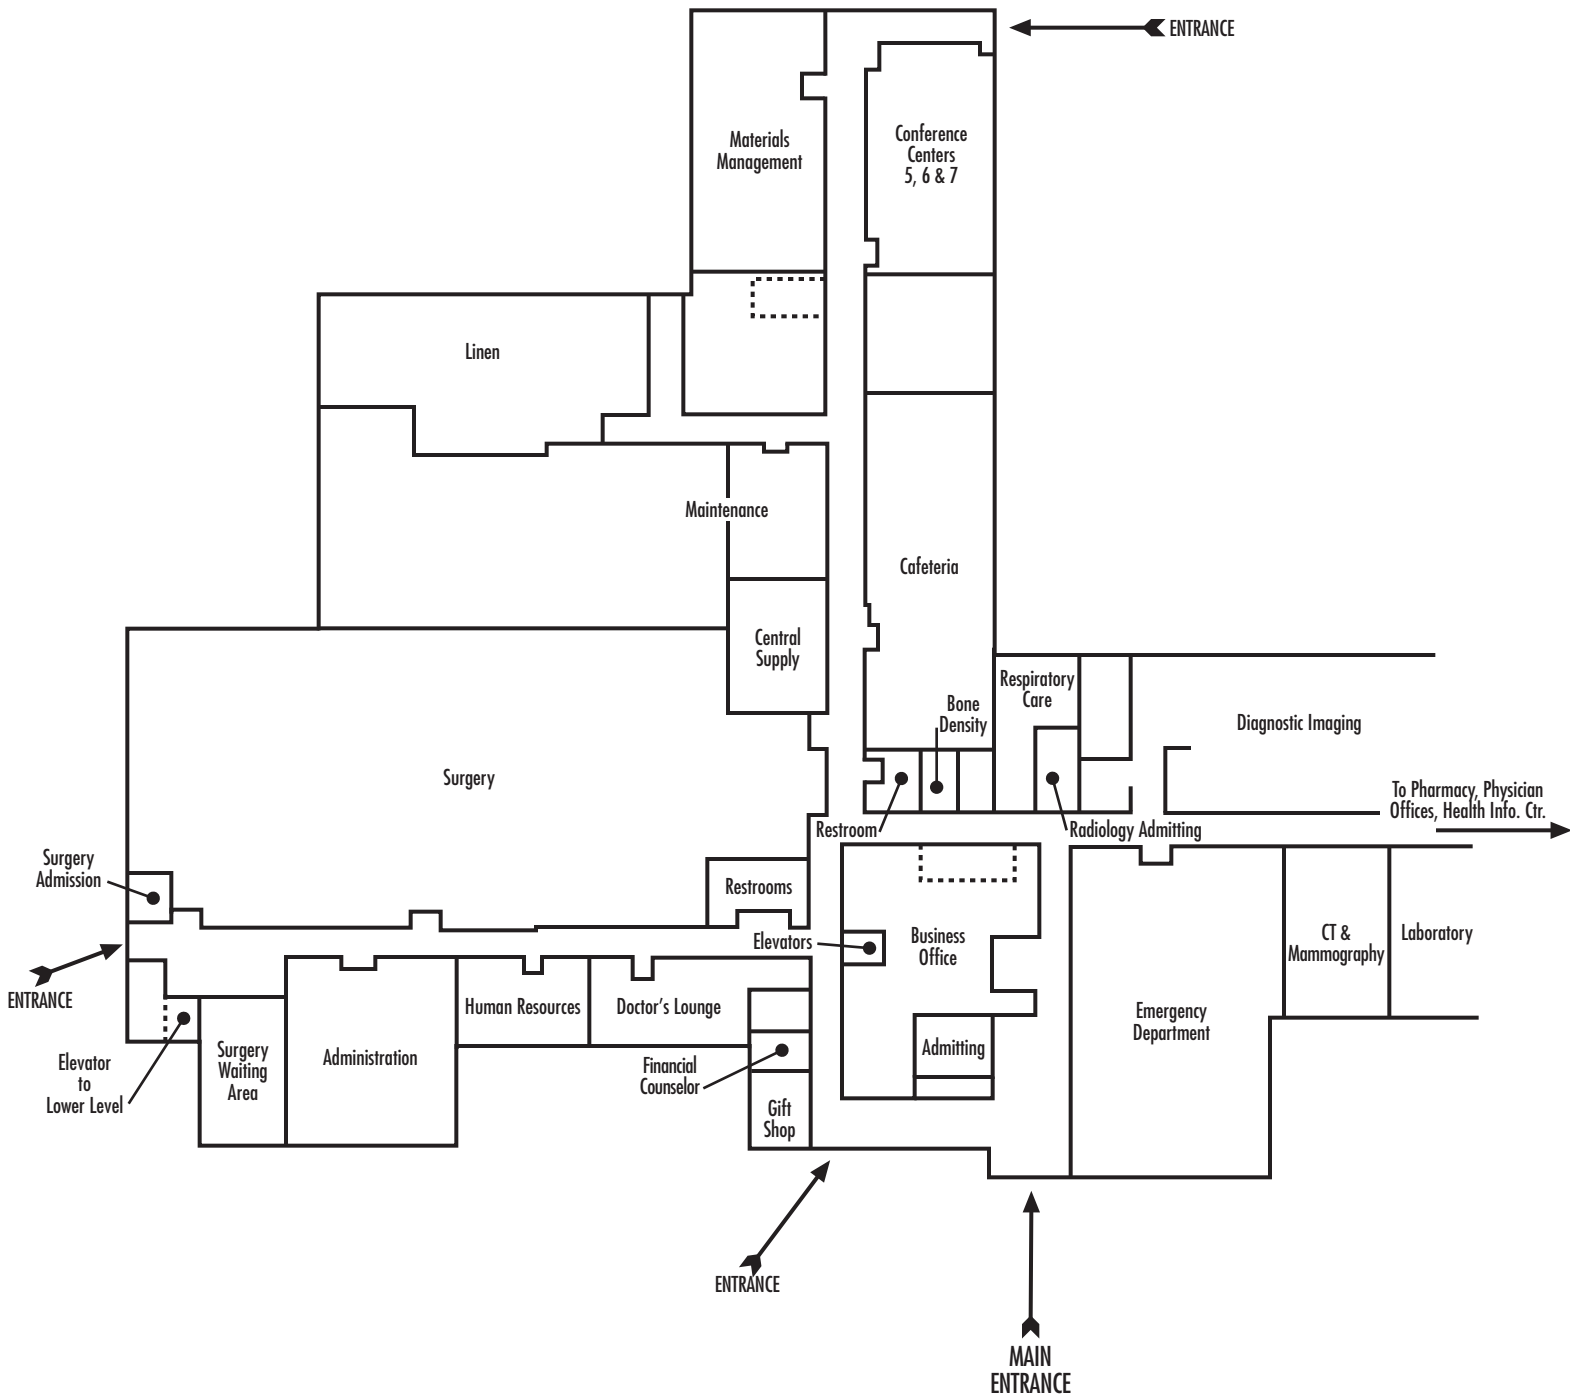 ENTRANCE
Materials
Management
Conference
Centers
5, 6 & 7
Linen
Maintenance
Cafeteria
Central
Supply
Respiratory
Care
Bone
Density
Diagnostic Imaging
Surgery
To Pharmacy, Physician
Offices, Health Info. Ctr.
Restroom
Radiology Admitting
Surgery
Admission
Restrooms
Elevators
Business
Office
CT &
Mammography
Laboratory
ENTRANCE
Human Resources
Doctor's Lounge
Emergency
Department
Surgery
Waiting
Area
Administration
Admitting
Elevator
to
Lower Level
Financial
Counselor
Gift
Shop
ENTRANCE
MAIN
ENTRANCE